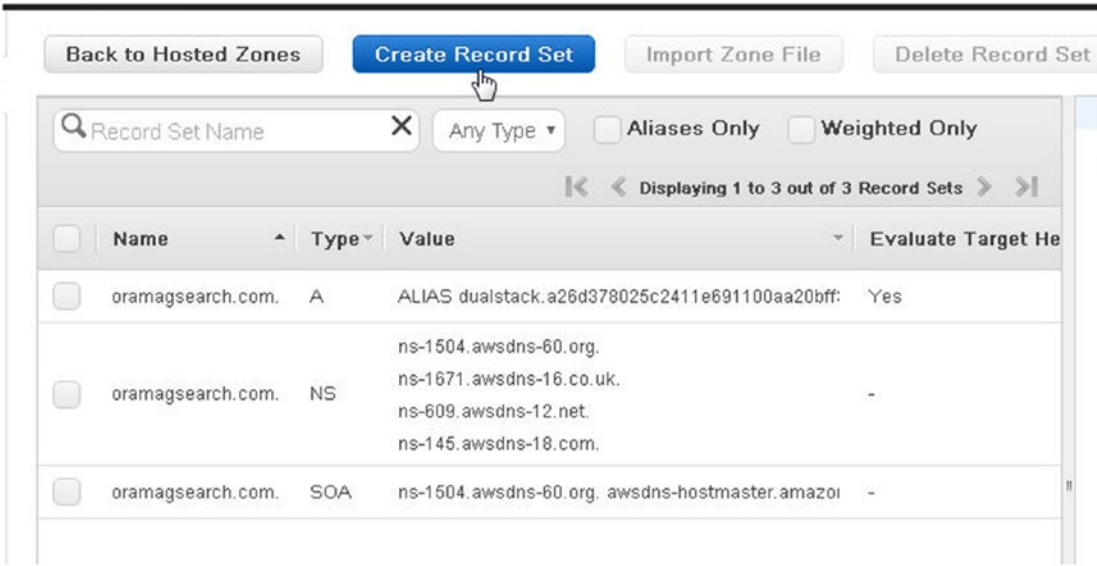 Back to Hosted Zones Create Record Set Import Zone File Delete Record Set
Record Set Name Any Type Aliases Only Weighted Only
Displaying 1 to 3 out of 3 Record Sets
Name Type Value Evaluate Target He
oramagsearch.com. A ALIAS dualstack.a26d378025c2411e691100aa20bff Yes
ns-1504.awsdns-60.org.
ns-1671.awsdns-16.co.uk.
oramagsearch.com. NS ns-609.awsdns-12.net. -
ns-145.awsdns-18.com.
oramagsearch.com. SOA ns-1504.awsdns-60.org. awsdns-hostmaster.amazo -